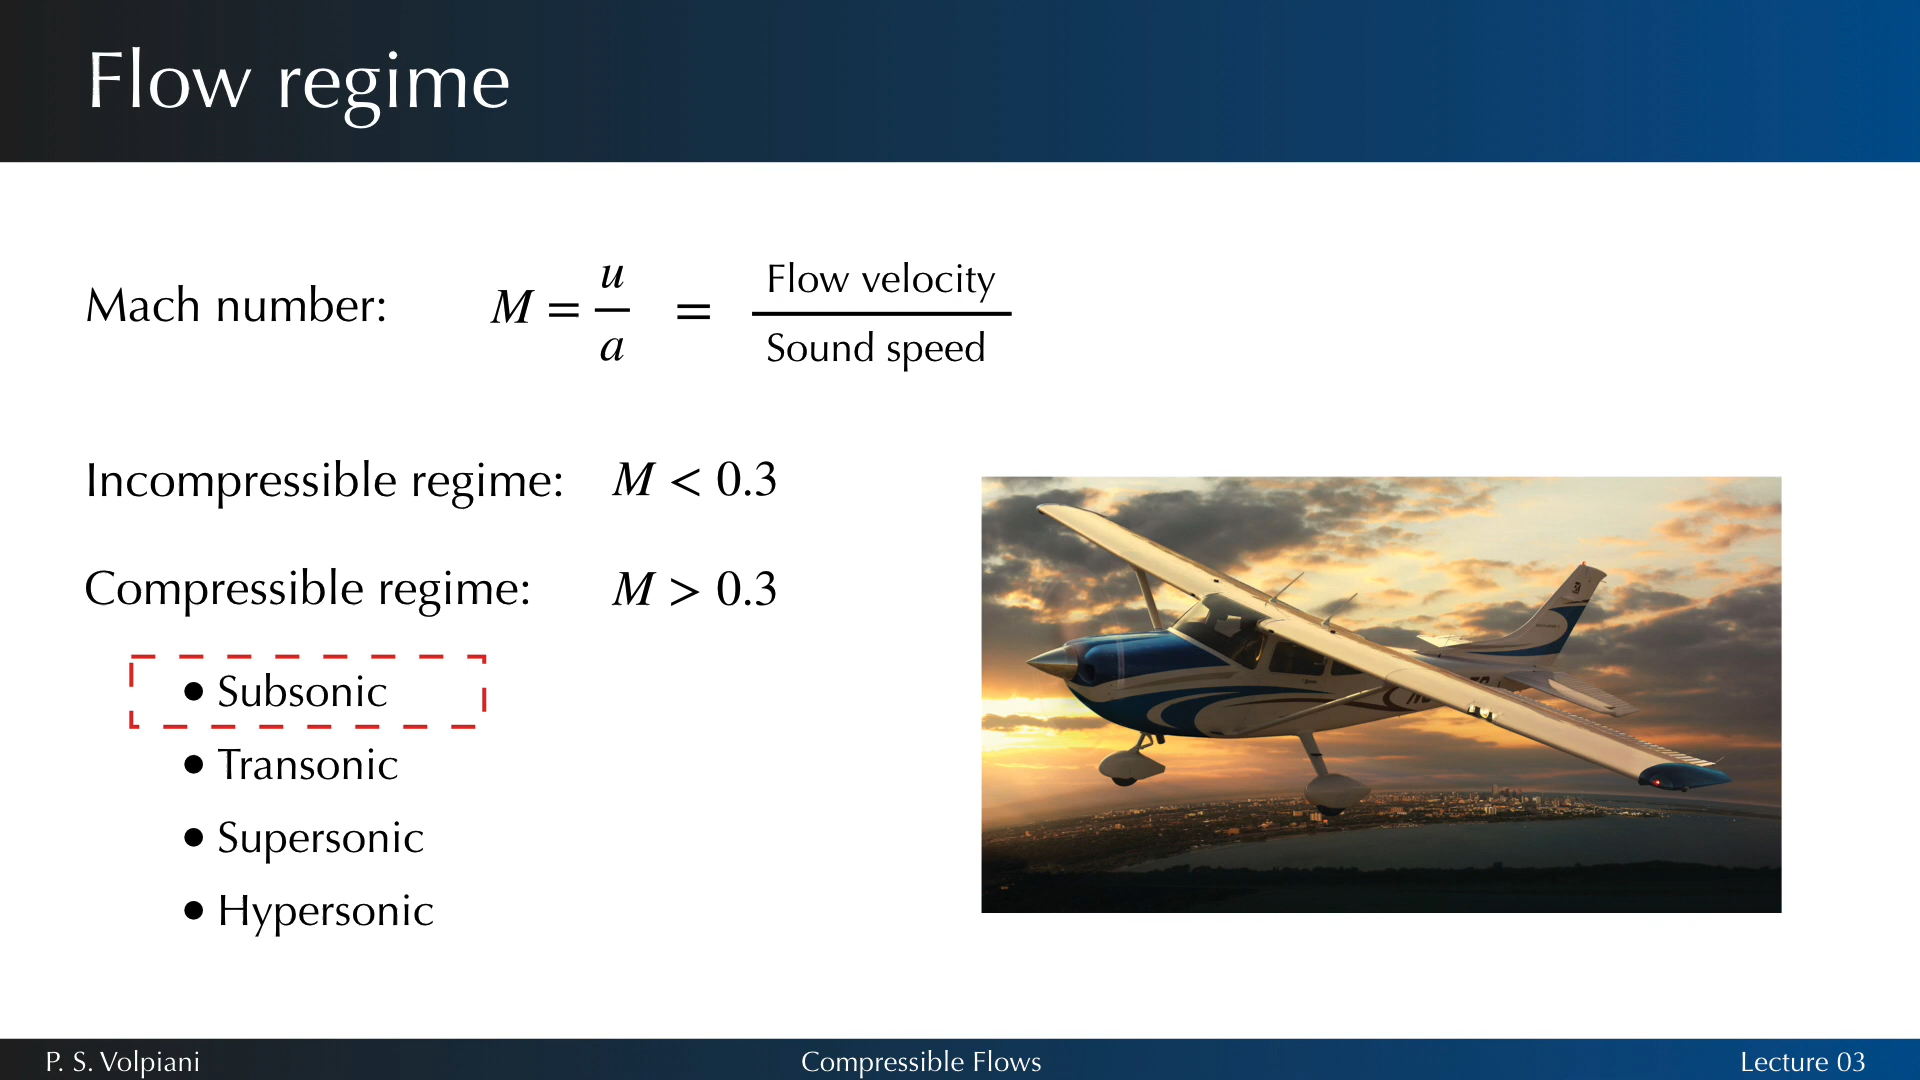 Flow regime
Mach number: M = u/a = Flow velocity / Sound speed
Incompressible regime: M < 0.3
Compressible regime: M > 0.3
• Subsonic
• Transonic
• Supersonic
• Hypersonic
P. S. Volpiani
Compressible Flows
Lecture 03